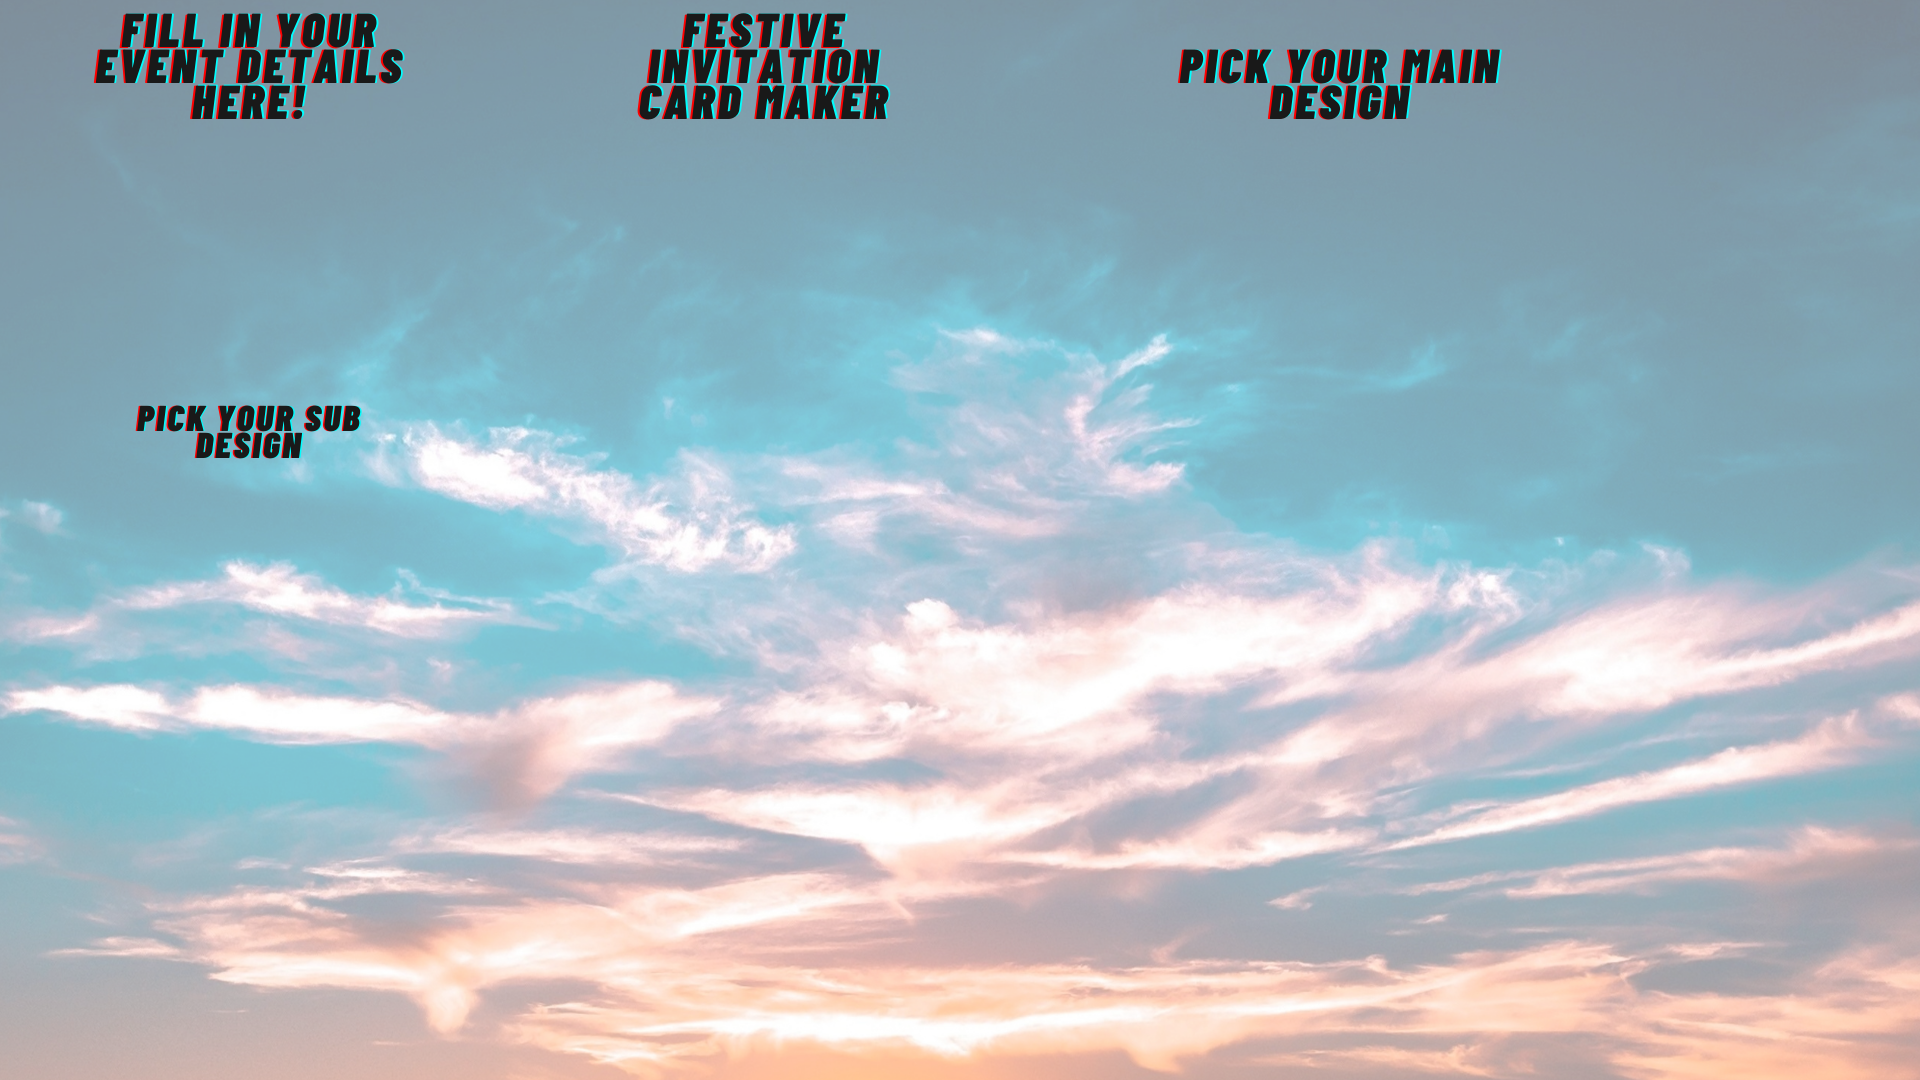 FILL IN YOUR
EVENT DETAILS
HERE!
FESTIVE
INVITATION
CARD MAKER
PICK YOUR MAIN
DESIGN
PICK YOUR SUB
DESIGN